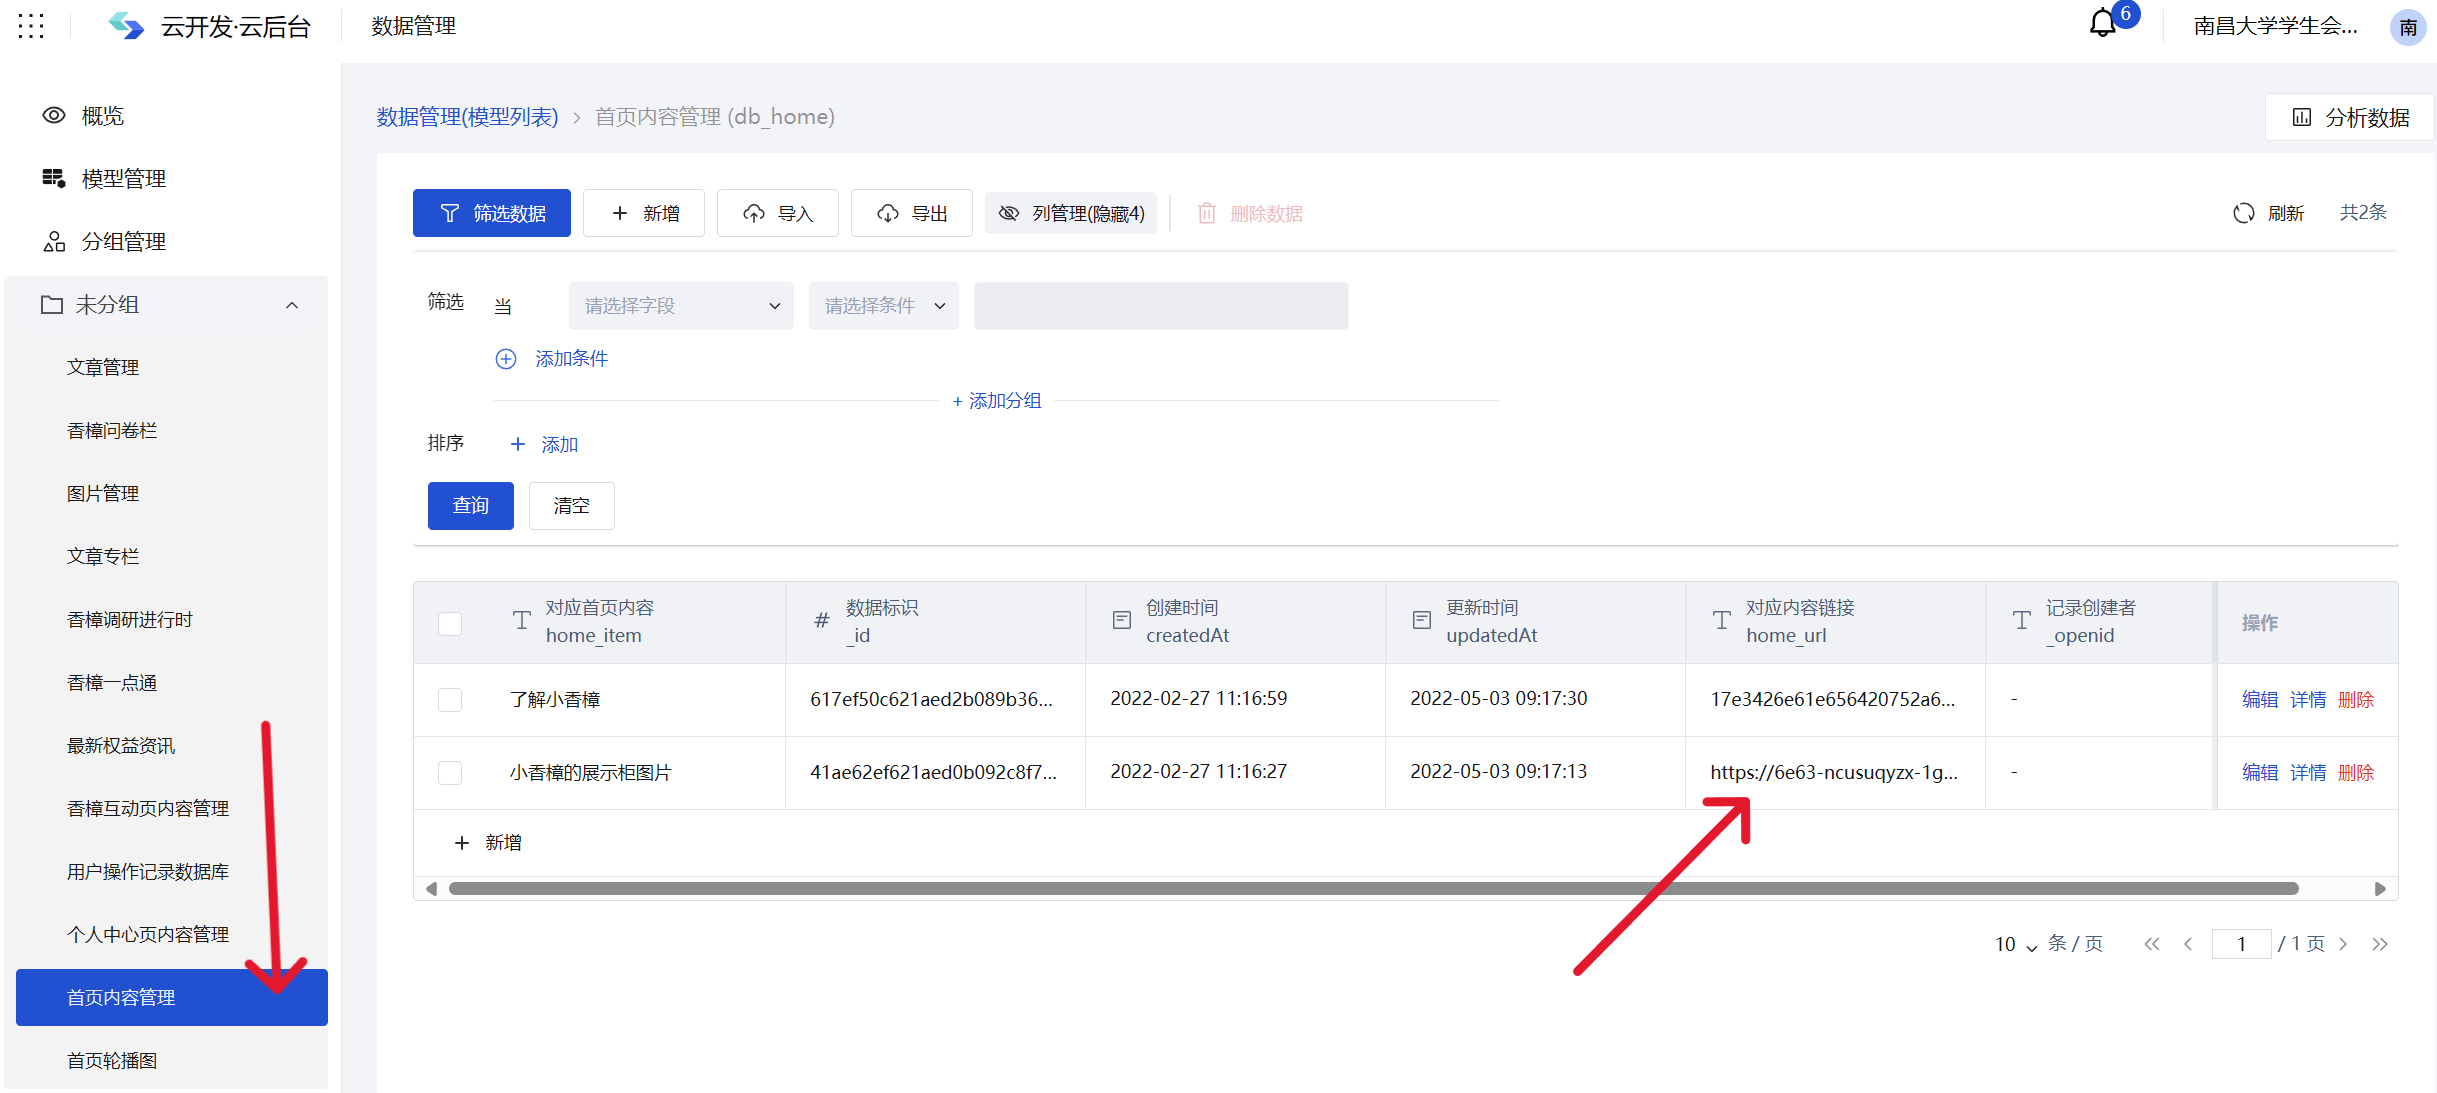 云开发·云后台
数据管理
6
南昌大学学生会...
南
概览
模型管理
分组管理
未分组
文章管理
香樟问卷栏
图片管理
文章专栏
香樟调研进行时
香樟一点通
最新权益资讯
香樟互动页内容管理
用户操作记录数据库
个人中心页内容管理
首页内容管理
首页轮播图
数据管理(模型列表) > 首页内容管理 (db_home)
分析数据
筛选数据
+ 新增
导入
导出
列管理(隐藏4)
删除数据
刷新
共2条
筛选 当 请选择字段 请选择条件
添加条件
+ 添加分组
排序 + 添加
查询 清空
对应首页内容
home_item
# 数据标识
_id
创建时间
createdAt
更新时间
updatedAt
对应内容链接
home_url
记录创建者
_openid
操作
了解小香樟 617ef50c621aed2b089b36... 2022-02-27 11:16:59 2022-05-03 09:17:30 17e3426e61e656420752a6... - 编辑 详情 删除
小香樟的展示柜图片 41ae62ef621aed0b092c8f7... 2022-02-27 11:16:27 2022-05-03 09:17:13 https://6e63-ncusuqyzx-1g... - 编辑 详情 删除
+ 新增
10 条 / 页 1 / 1 页